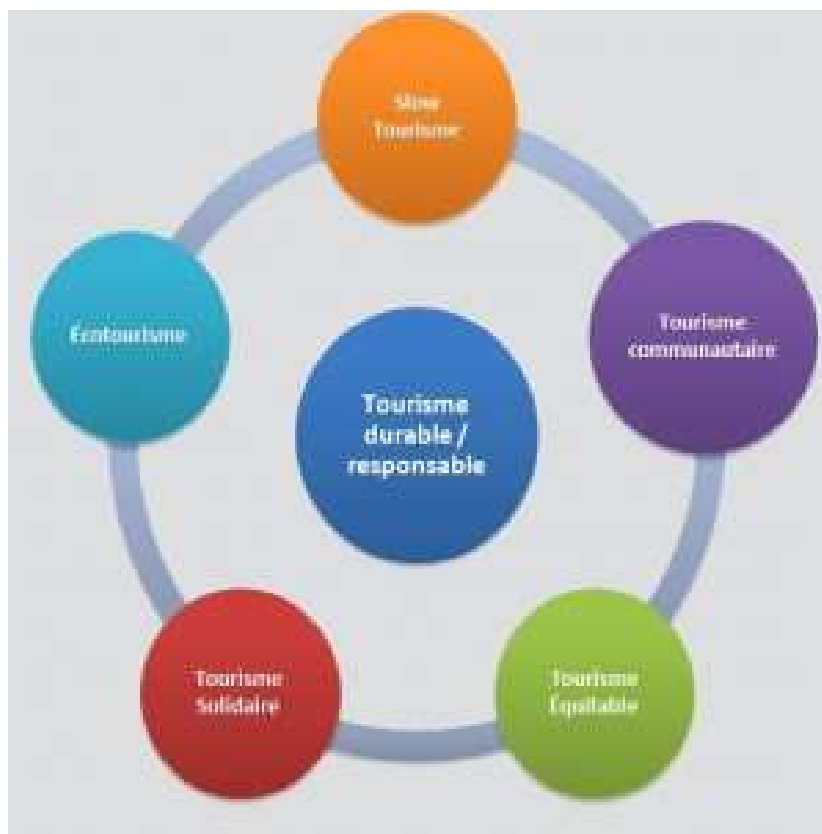 Slow
Tourisme
Tourisme
communautaire
Tourisme
Équitable
Tourisme
Solidaire
Écotourisme
Tourisme
durable /
responsable